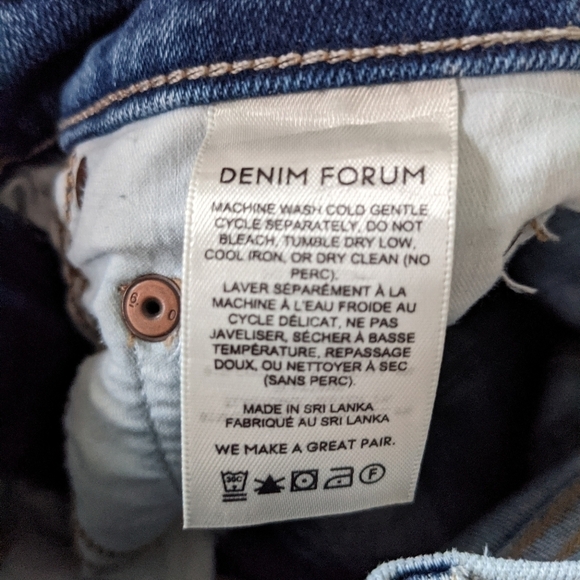 DENIM FORUM
MACHINE WASH COLD GENTLE
CYCLE SEPARATELY, DO NOT
BLEACH, TUMBLE DRY LOW,
COOL IRON, OR DRY CLEAN (NO
PERC).
LAVER SÉPARÉMENT À LA
MACHINE À L'EAU FROIDE AU
CYCLE DÉLICAT, NE PAS
JAVELISER, SÉCHER À BASSE
TEMPÉRATURE, REPASSAGE
DOUX, OU NETTOYER À SEC
(SANS PERC).
MADE IN SRI LANKA
FABRIQUÉ AU SRI LANKA
WE MAKE A GREAT PAIR.
30C
F